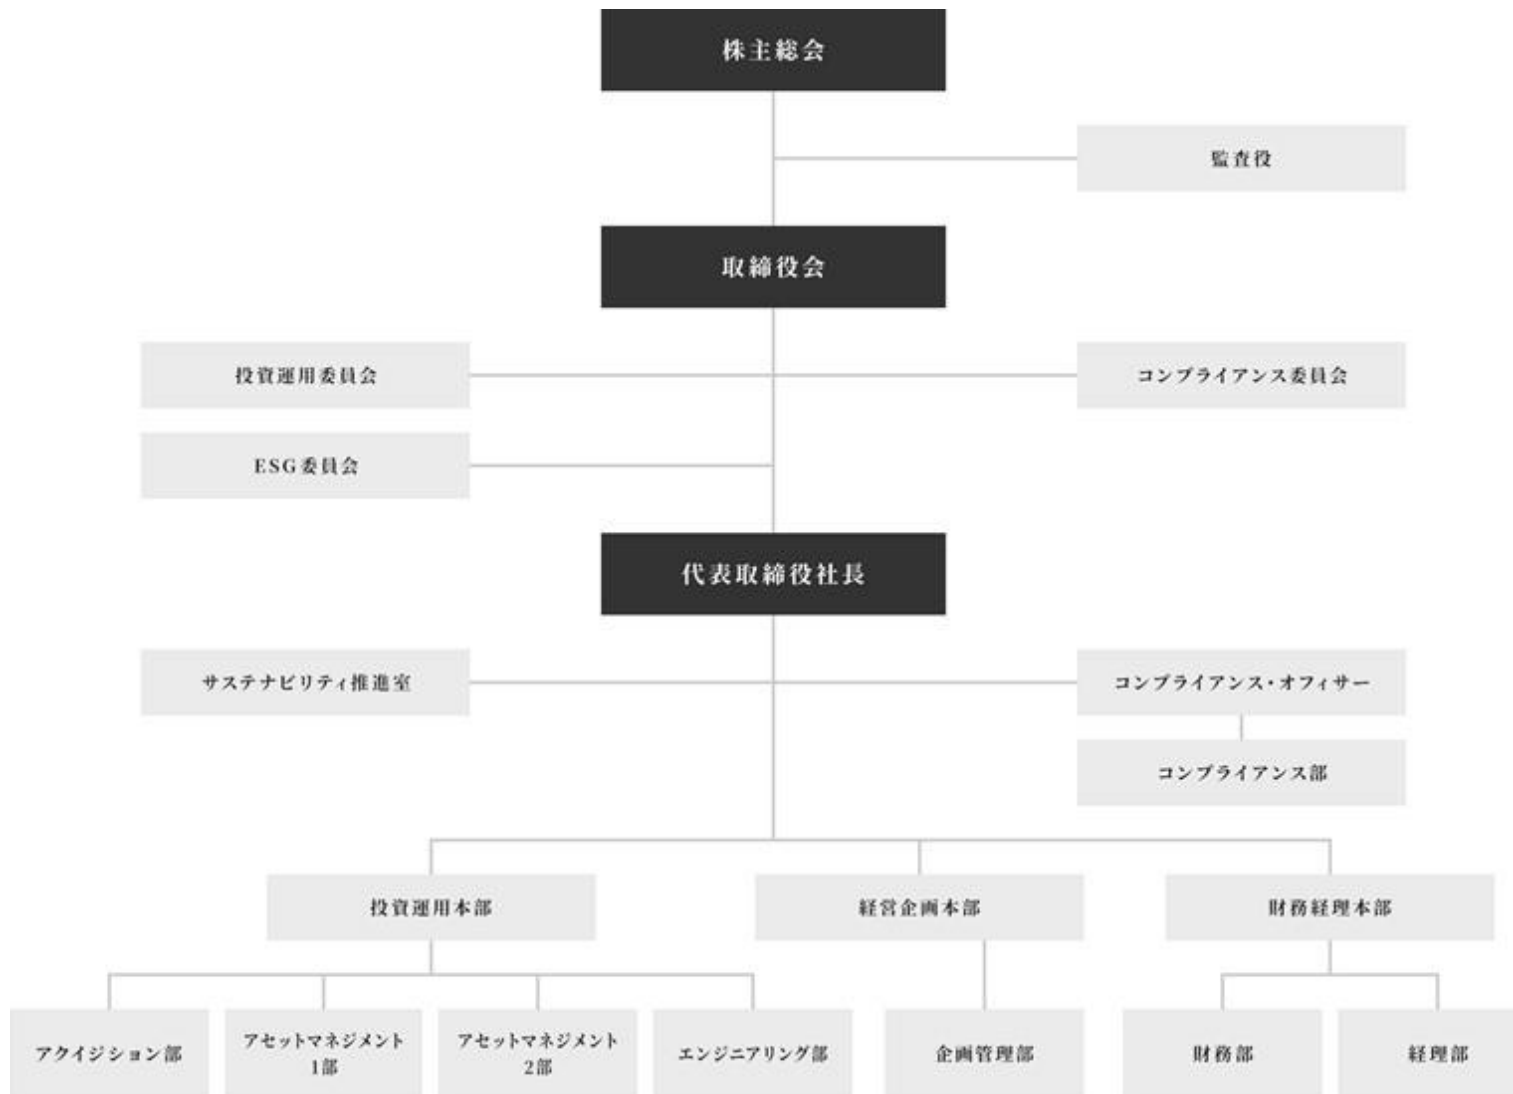 株主総会
監査役
取締役会
投資運用委員会
コンプライアンス委員会
ESG委員会
代表取締役社長
サステナビリティ推進室
コンプライアンス・オフィサー
コンプライアンス部
投資運用本部
経営企画本部
財務経理本部
アクイジション部
アセットマネジメント
1部
アセットマネジメント
2部
エンジニアリング部
企画管理部
財務部
経理部